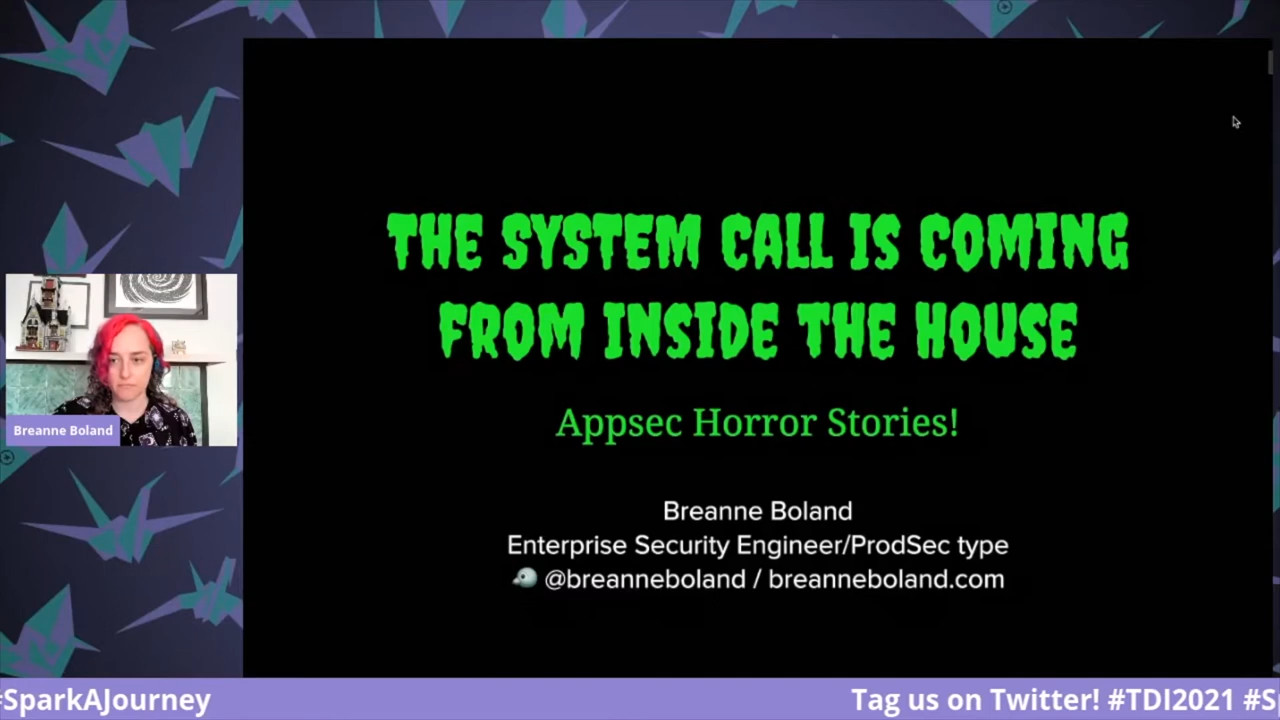 THE SYSTEM CALL IS COMING
FROM INSIDE THE HOUSE
Appsec Horror Stories!
Breanne Boland
Enterprise Security Engineer/ProdSec type
@breanneboland / breanneboland.com
Breanne Boland
#SparkAJourney
Tag us on Twitter! #TDI2021 #S